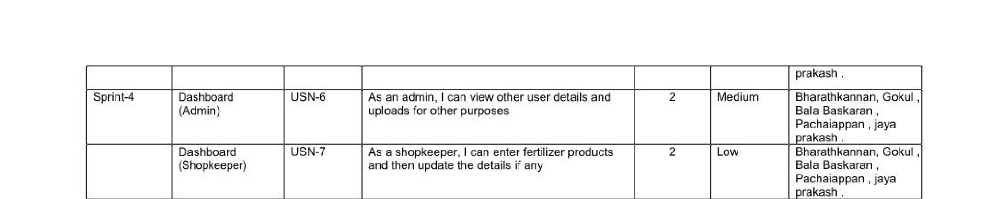 prakash .
Sprint-4 Dashboard USN-6 As an admin, I can view other user details and 2 Medium Bharathkannan, Gokul ,
(Admin) uploads for other purposes Bala Baskaran ,
Pachaiappan , jaya
prakash .
Dashboard USN-7 As a shopkeeper, I can enter fertilizer products 2 Low Bharathkannan, Gokul ,
(Shopkeeper) and then update the details if any Bala Baskaran ,
Pachaiappan , jaya
prakash .